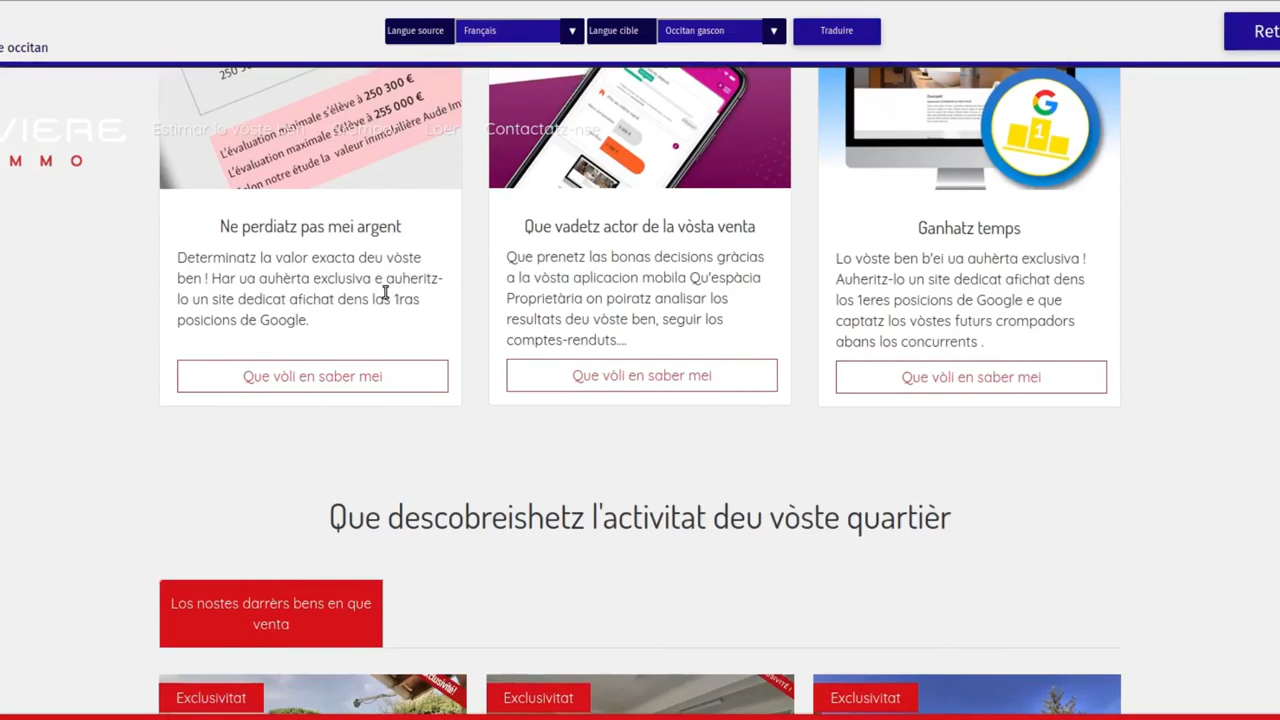 Langue source
Français
▼
Langue cible
Occitan gascon
▼
Traduire
Ret
e occitan
250 3
L'évaluation maximale s'élève à 250 300 €
L'évaluation maximale à 255 000 €
Selon notre étude la valeur immobilière Aude Im
VIERE
MMO
Estimar lo vòste ben
Loer
Contactatz-nse
G
1
Ne perdiatz pas mei argent
Determinatz la valor exacta deu vòste
ben ! Har ua auhèrta exclusiva e auheritz-
lo un site dedicat afichat dens las 1ras
posicions de Google.
Que vòli en saber mei
Que vadetz actor de la vòsta venta
Que prenetz las bonas decisions gràcias
a la vòsta aplicacion mobila Qu'espàcia
Proprietària on poiratz analisar los
resultats deu vòste ben, seguir los
comptes-renduts....
Que vòli en saber mei
Ganhatz temps
Lo vòste ben b'ei ua auhèrta exclusiva !
Auheritz-lo un site dedicat afichat dens
los 1eres posicions de Google e que
captatz los vòstes futurs crompadors
abans los concurrents .
Que vòli en saber mei
Que descobreishetz l'activitat deu vòste quartièr
Los nostes darrèrs bens en que
venta
Exclusivitat
Exclusivité !
Exclusivitat
Exclusivitat